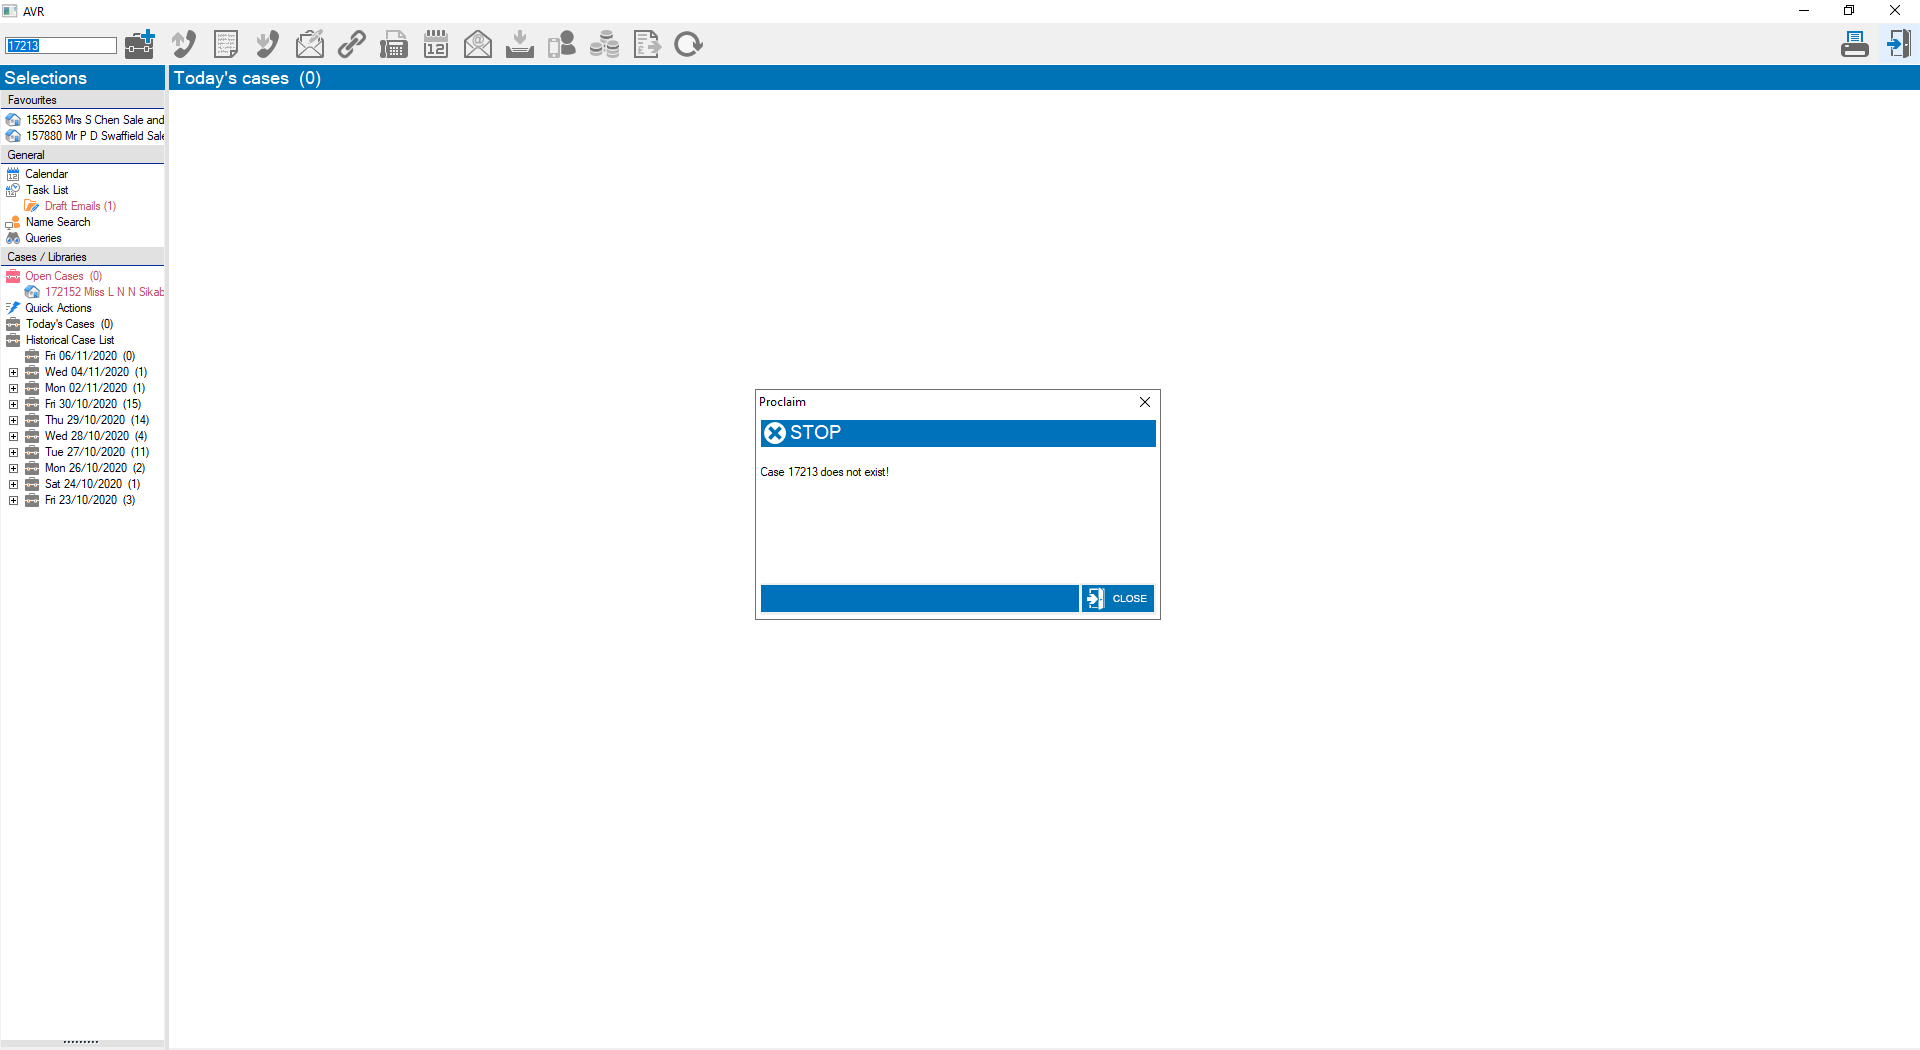 AVR
17213
Selections
Today's cases (0)
Favourites
155263 Mrs S Chen Sale and
157880 Mr P D Swaffield Sale
General
Calendar
Task List
Draft Emails (1)
Name Search
Queries
Cases / Libraries
Open Cases (0)
172152 Miss L N N Sikab
Quick Actions
Today's Cases (0)
Historical Case List
Fri 06/11/2020 (0)
Wed 04/11/2020 (1)
Mon 02/11/2020 (1)
Fri 30/10/2020 (15)
Thu 29/10/2020 (14)
Wed 28/10/2020 (4)
Tue 27/10/2020 (11)
Mon 26/10/2020 (2)
Sat 24/10/2020 (1)
Fri 23/10/2020 (3)
Proclaim
STOP
Case 17213 does not exist!
CLOSE